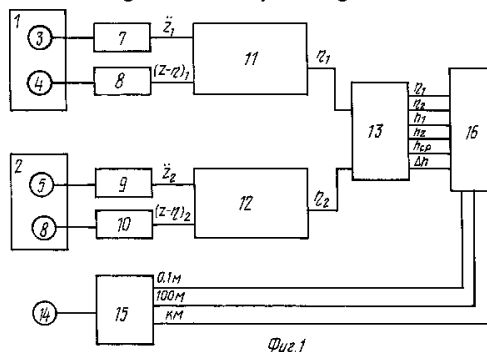 1
3
7
z̈₁
11
4
8
(z-η)₁
η₁
13
η₁
η₂
h₁
h₂
hср
Δh
16
2
5
9
z̈₂
12
8
10
(z-η)₂
η₂
14
15
0.1м
100м
км
Фиг.1